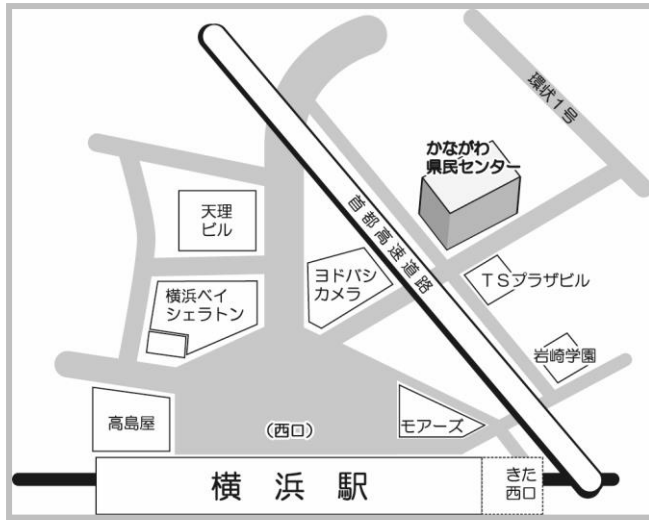 環状1号
かながわ
県民センター
首都高速道路
天理
ビル
ヨドバシ
カメラ
TSプラザビル
横浜ベイ
シェラトン
岩崎学園
高島屋
(西口)
モアーズ
横浜駅
きた
西口